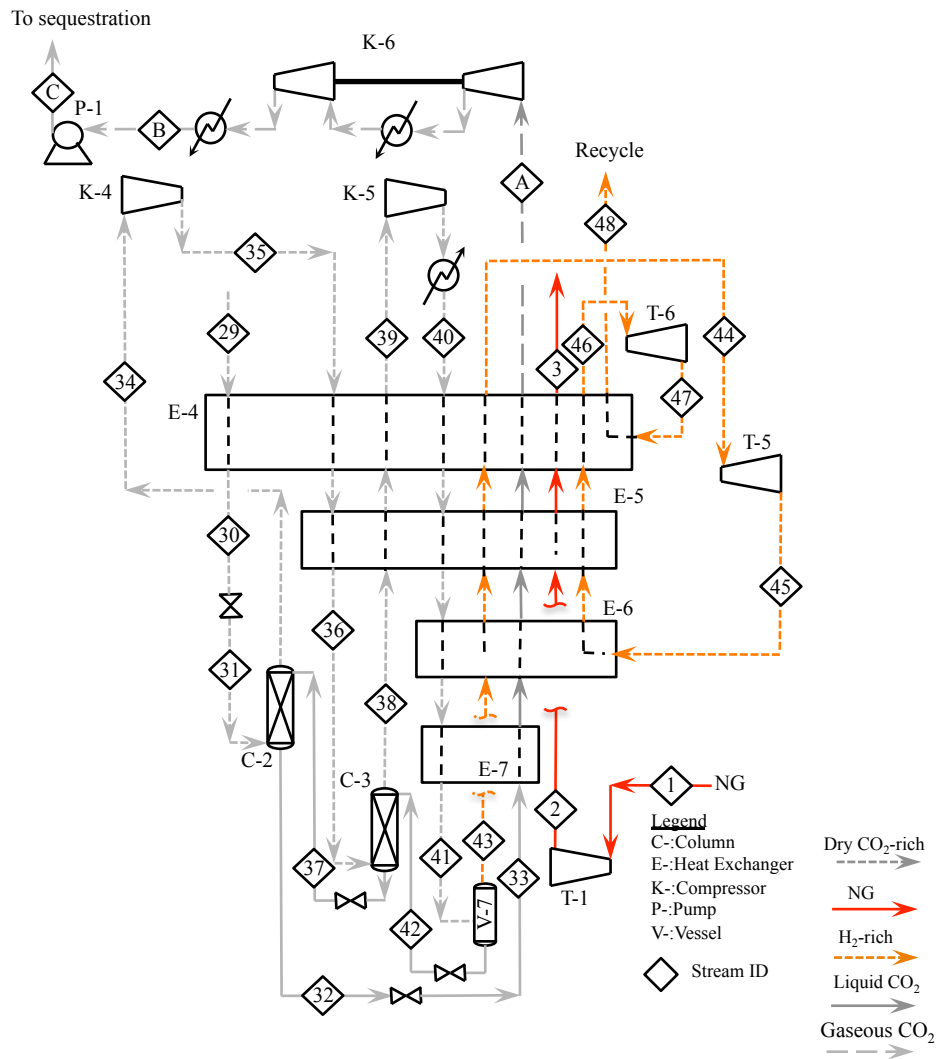 To sequestration
K-6
C
P-1
B
Recycle
K-4
K-5
A
48
35
T-6
29
39
40
46
44
34
3
47
E-4
T-5
E-5
30
45
36
E-6
31
38
C-2
E-7
C-3
1
NG
2
Legend
C-:Column
E-:Heat Exchanger
K-:Compressor
P-:Pump
V-:Vessel
Stream ID
37
41
43
33
T-1
V-7
42
32
Dry CO2-rich
NG
H2-rich
Liquid CO2
Gaseous CO2